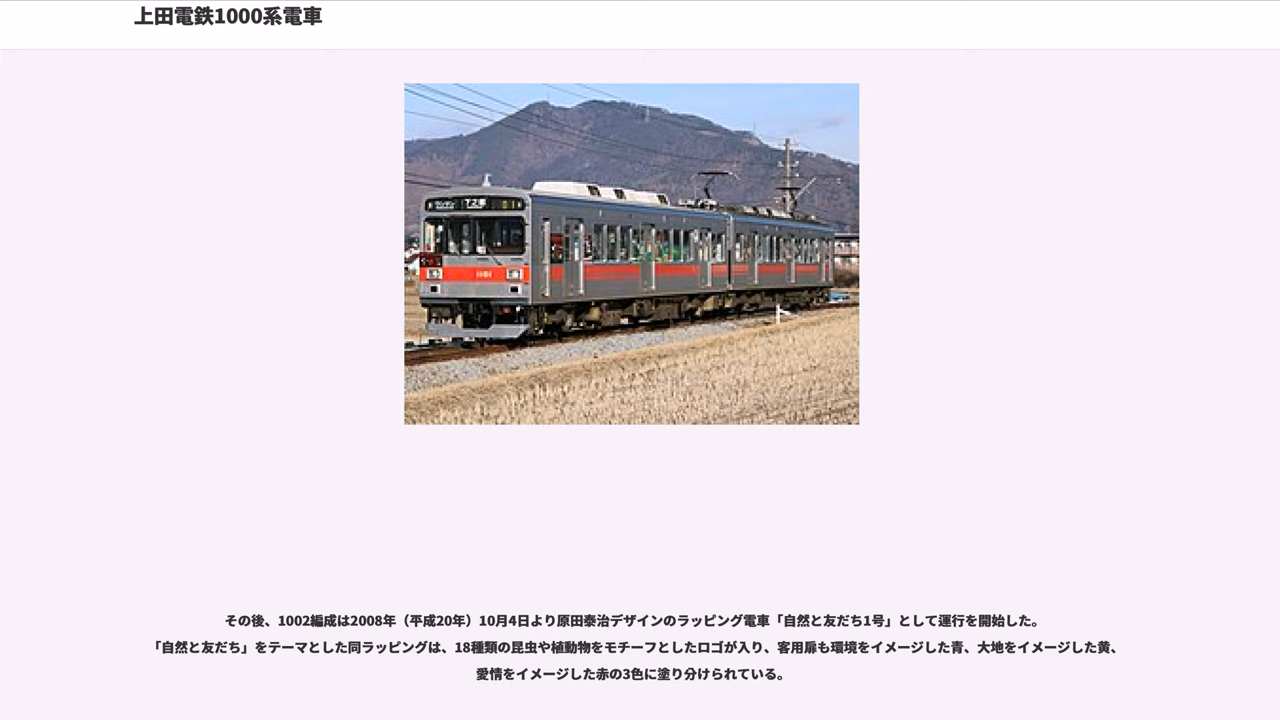 上田電鉄1000系電車
ワンマン 下之郷
1001
その後、1002編成は2008年（平成20年）10月4日より原田泰治デザインのラッピング電車「自然と友だち1号」として運行を開始した。
「自然と友だち」をテーマとした同ラッピングは、18種類の昆虫や植動物をモチーフとしたロゴが入り、客用扉も環境をイメージした青、大地をイメージした黄、
愛情をイメージした赤の3色に塗り分けられている。